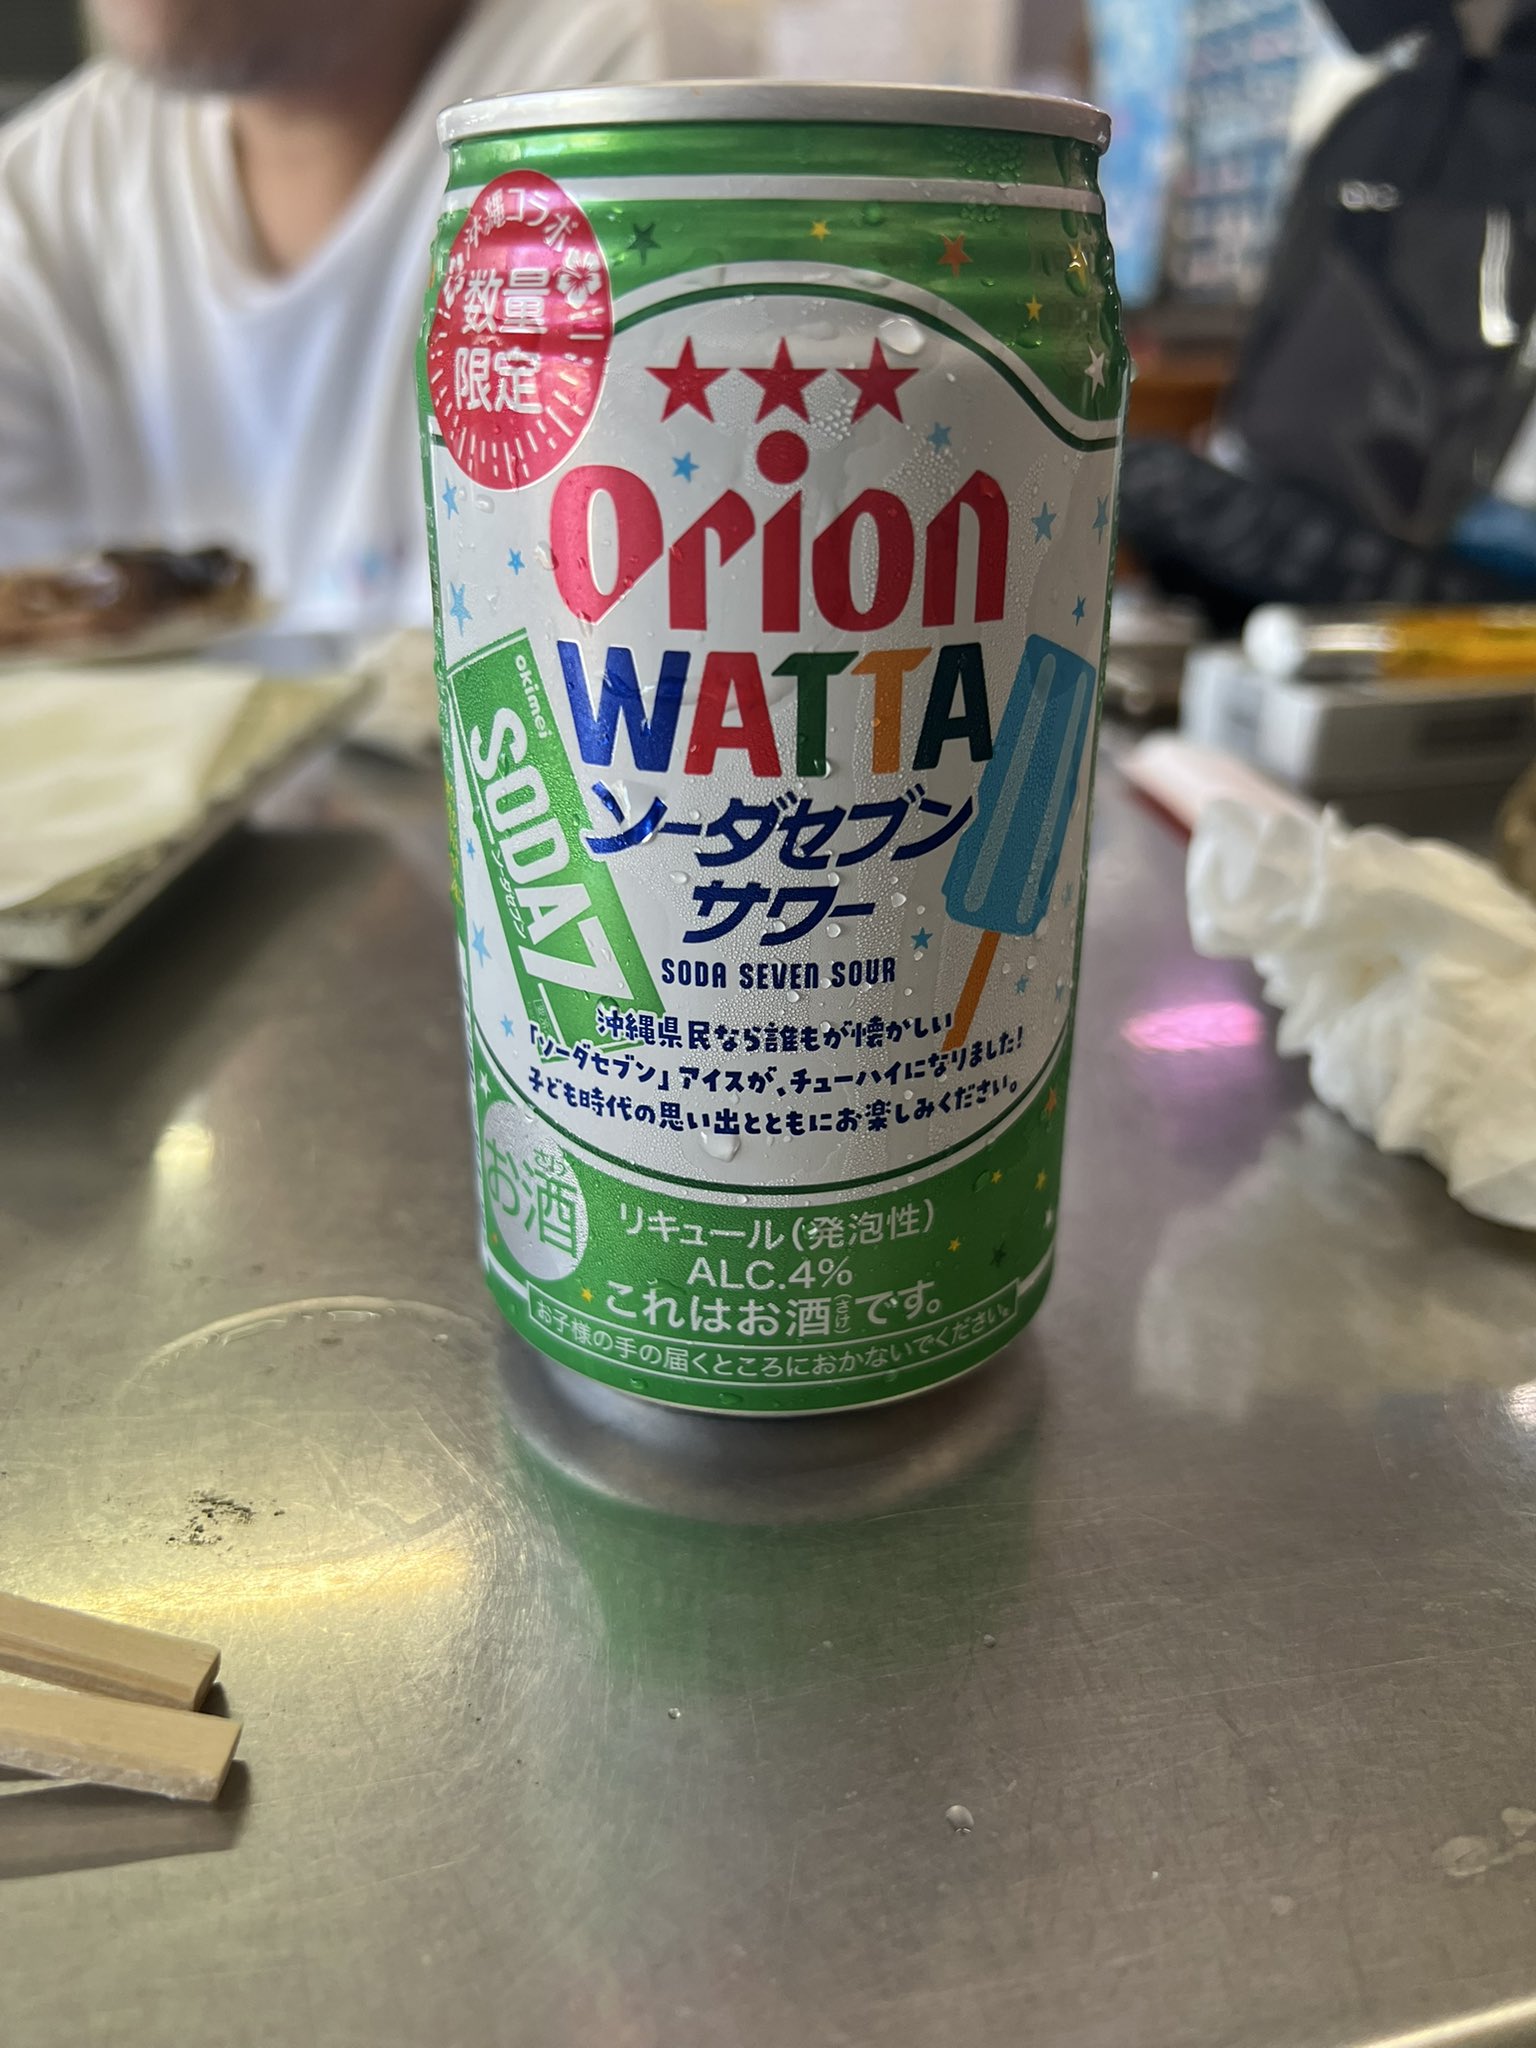 沖縄コラボ
数量
限定
Orion
WATTA
ソーダセブン
サワー
SODA SEVEN SOUR
okimei
SODA7
ソーダセブン
沖縄県民なら誰もが懐かしい
「ソーダセブン」アイスが、チューハイになりました!
子ども時代の思い出とともにお楽しみください。
お酒
さけ
リキュール(発泡性)
ALC.4%
これはお酒(さけ)です。
お子様の手の届くところにおかないでください。